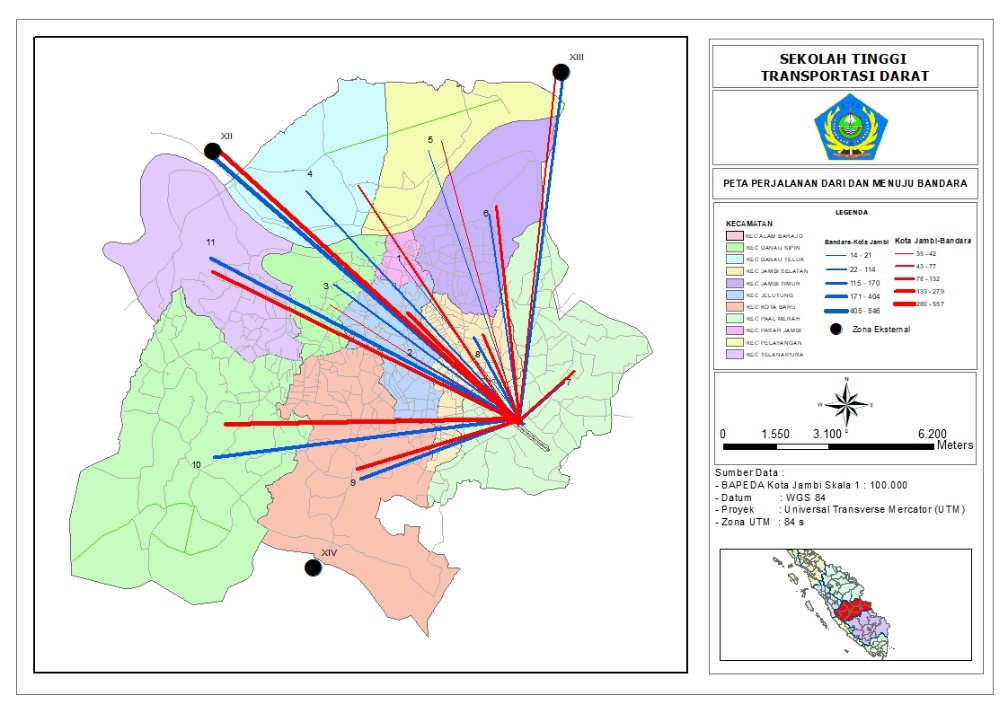 XIII
XII
5
4
6
11
1
3
2
8
7
10
9
XIV
SEKOLAH TINGGI
TRANSPORTASI DARAT
PETA PERJALANAN DARI DAN MENUJU BANDARA
LEGENDA
KECAMATAN
KEC ALAM BARAJO
KEC DANAU SIPIN
KEC DANAU TELUK
KEC JAMBI SELATAN
KEC JAMBI TIMUR
KEC JELUTUNG
KEC KOTA BARU
KEC PAAL MERAH
KEC PASAR JAMBI
KEC PELAYANGAN
KEC TELANAIPURA
Bandara-Kota Jambi
14 - 21
22 - 114
115 - 170
171 - 404
405 - 546
Kota Jambi-Bandara
35 - 42
43 - 77
78 - 132
133 - 279
280 - 557
Zona Eksternal
N
W E
S
0 1.550 3.100 6.200
Meters
Sumber Data :
- BAPEDA Kota Jambi Skala 1 : 100.000
- Datum : WGS 84
- Proyek : Universal Transverse Mercator (UTM)
- Zona UTM : 84 s